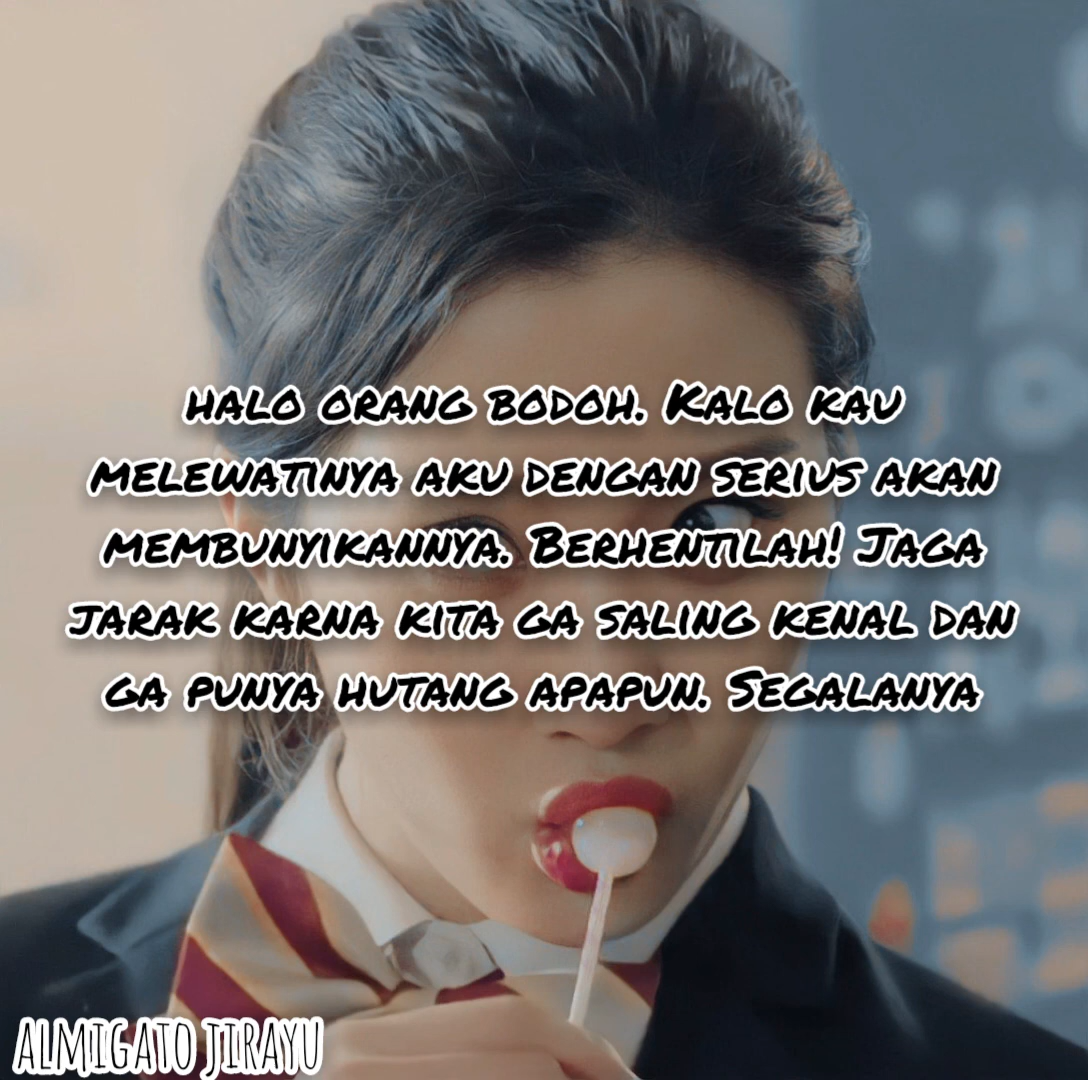 halo orang bodoh. Kalo kau
melewatinya aku dengan serius akan
membunyikannya. Berhentilah! Jaga
jarak karna kita ga saling kenal dan
ga punya hutang apapun. Segalanya
ALMIGATO JIRAYU